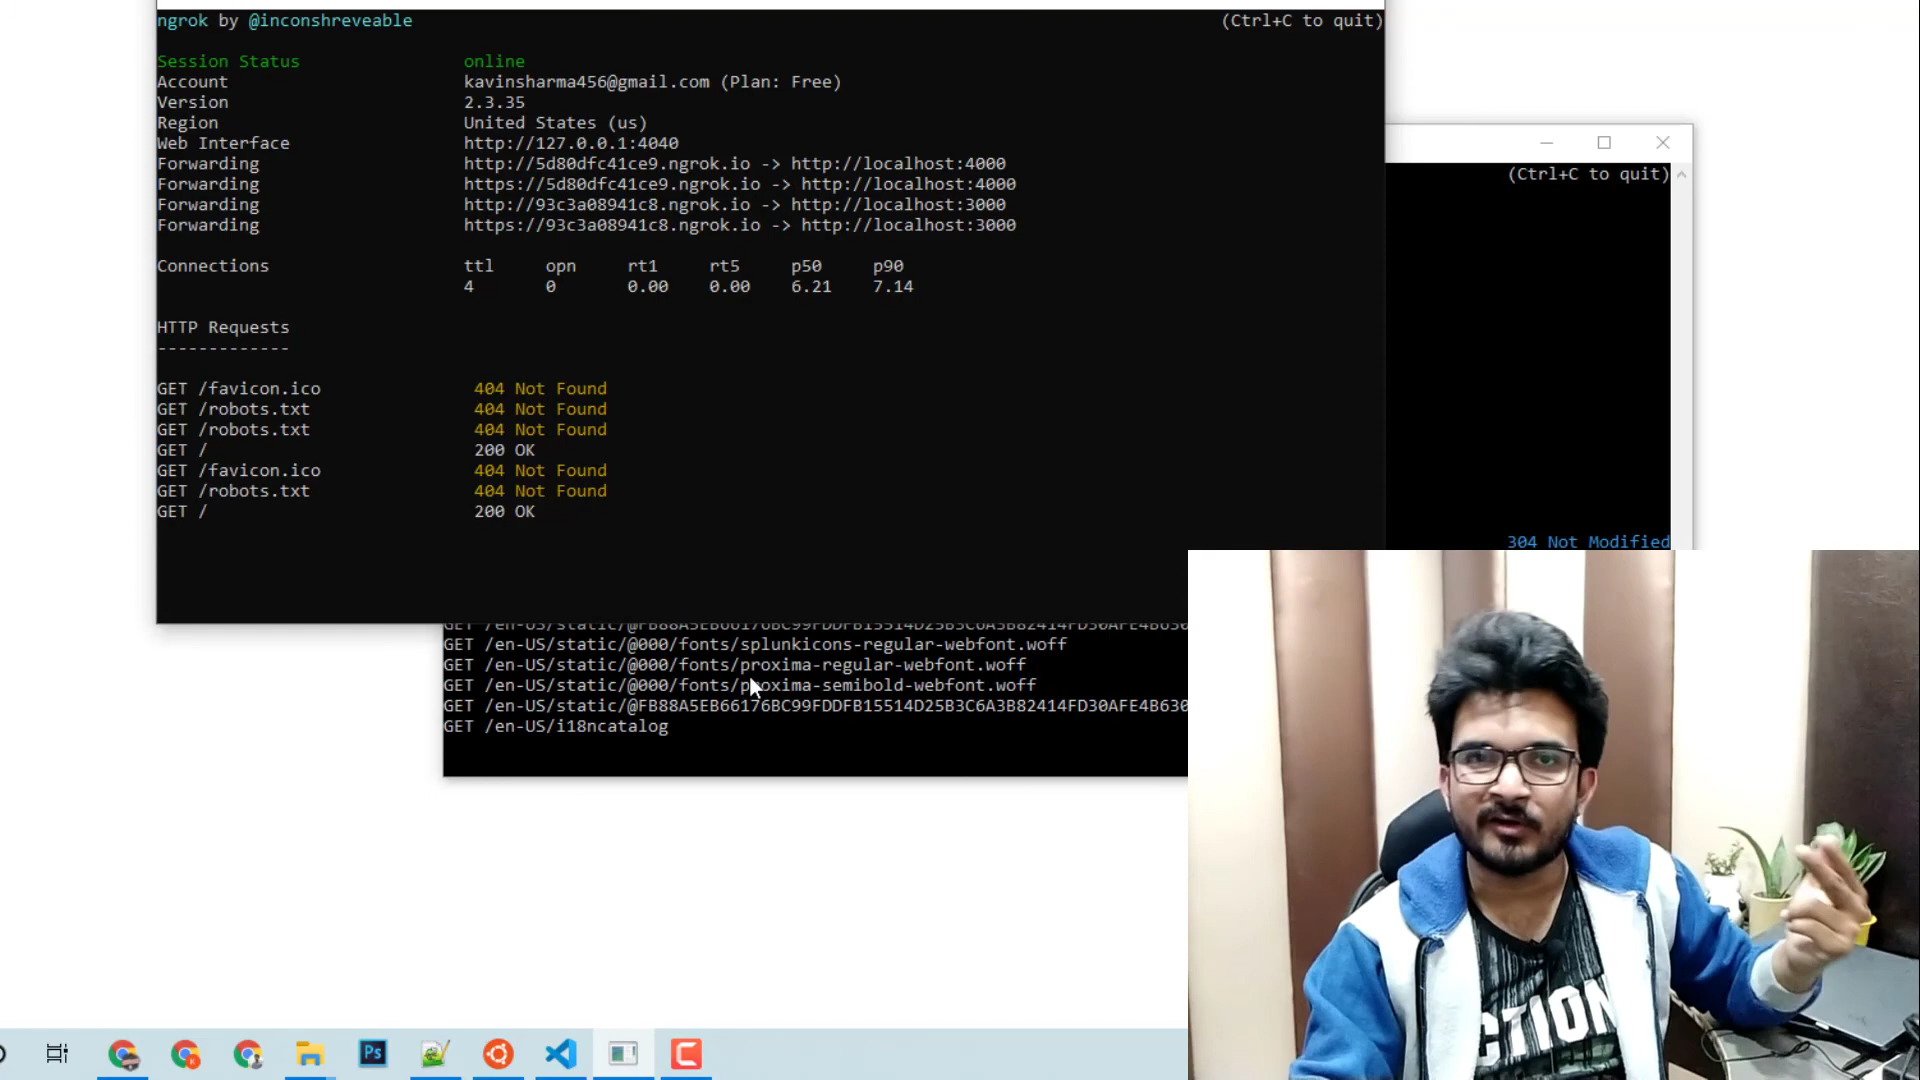 ngrok by @inconshreveable (Ctrl+C to quit)
Session Status online
Account kavinsharma456@gmail.com (Plan: Free)
Version 2.3.35
Region United States (us)
Web Interface http://127.0.0.1:4040
Forwarding http://5d80dfc41ce9.ngrok.io -> http://localhost:4000
Forwarding https://5d80dfc41ce9.ngrok.io -> http://localhost:4000
Forwarding http://93c3a08941c8.ngrok.io -> http://localhost:3000
Forwarding https://93c3a08941c8.ngrok.io -> http://localhost:3000
Connections ttl opn rt1 rt5 p50 p90
4 0 0.00 0.00 6.21 7.14
HTTP Requests
-------------
GET /favicon.ico 404 Not Found
GET /robots.txt 404 Not Found
GET /robots.txt 404 Not Found
GET / 200 OK
GET /favicon.ico 404 Not Found
GET /robots.txt 404 Not Found
GET / 200 OK
(Ctrl+C to quit)
304 Not Modified
GET /en-US/static/@FB88A5EB66176BC99FDDFB15514D25B3C6A3B82414FD30AFE4B630
GET /en-US/static/@000/fonts/splunkicons-regular-webfont.woff
GET /en-US/static/@000/fonts/proxima-regular-webfont.woff
GET /en-US/static/@000/fonts/proxima-semibold-webfont.woff
GET /en-US/static/@FB88A5EB66176BC99FDDFB15514D25B3C6A3B82414FD30AFE4B630
GET /en-US/i18ncatalog
CTION
Ps